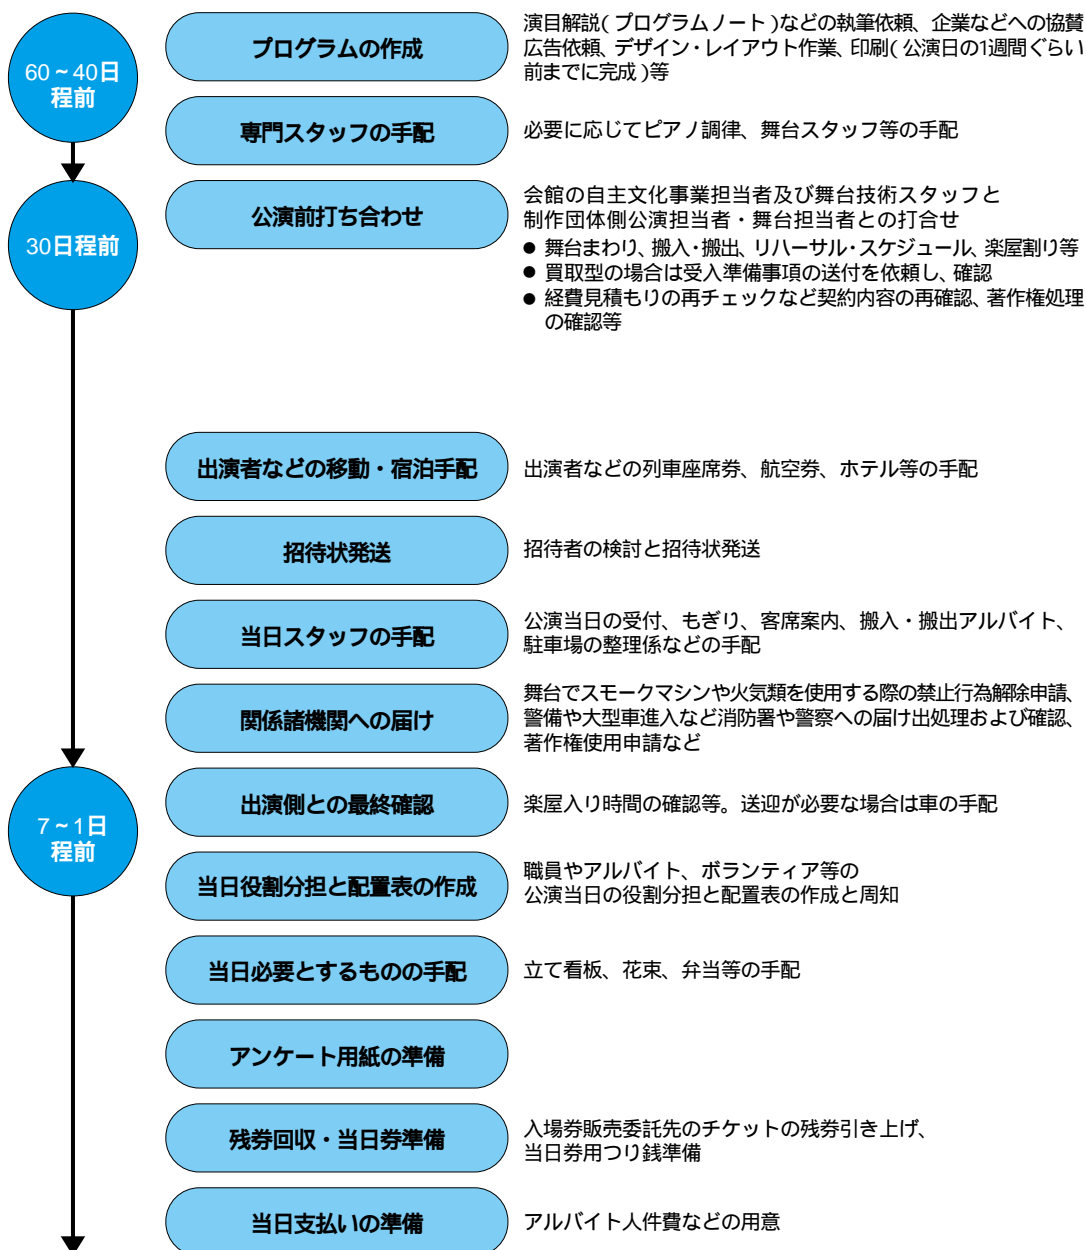 60~40日
程前
プログラムの作成
演目解説(プログラムノート)などの執筆依頼、企業などへの協賛
広告依頼、デザイン・レイアウト作業、印刷(公演日の1週間ぐらい
前までに完成)等
専門スタッフの手配
必要に応じてピアノ調律、舞台スタッフ等の手配
30日程前
公演前打ち合わせ
会館の自主文化事業担当者及び舞台技術スタッフと
制作団体側公演担当者・舞台担当者との打合せ
● 舞台まわり、搬入・搬出、リハーサル・スケジュール、楽屋割り等
● 買取型の場合は受入準備事項の送付を依頼し、確認
● 経費見積もりの再チェックなど契約内容の再確認、著作権処理
の確認等
出演者などの移動・宿泊手配
出演者などの列車座席券、航空券、ホテル等の手配
招待状発送
招待者の検討と招待状発送
当日スタッフの手配
公演当日の受付、もぎり、客席案内、搬入・搬出アルバイト、
駐車場の整理係などの手配
関係諸機関への届け
舞台でスモークマシンや火気類を使用する際の禁止行為解除申請、
警備や大型車進入など消防署や警察への届け出処理および確認、
著作権使用申請など
7~1日
程前
出演側との最終確認
楽屋入り時間の確認等。送迎が必要な場合は車の手配
当日役割分担と配置表の作成
職員やアルバイト、ボランティア等の
公演当日の役割分担と配置表の作成と周知
当日必要とするものの手配
立て看板、花束、弁当等の手配
アンケート用紙の準備
残券回収・当日券準備
入場券販売委託先のチケットの残券引き上げ、
当日券用つり銭準備
当日支払いの準備
アルバイト人件費などの用意